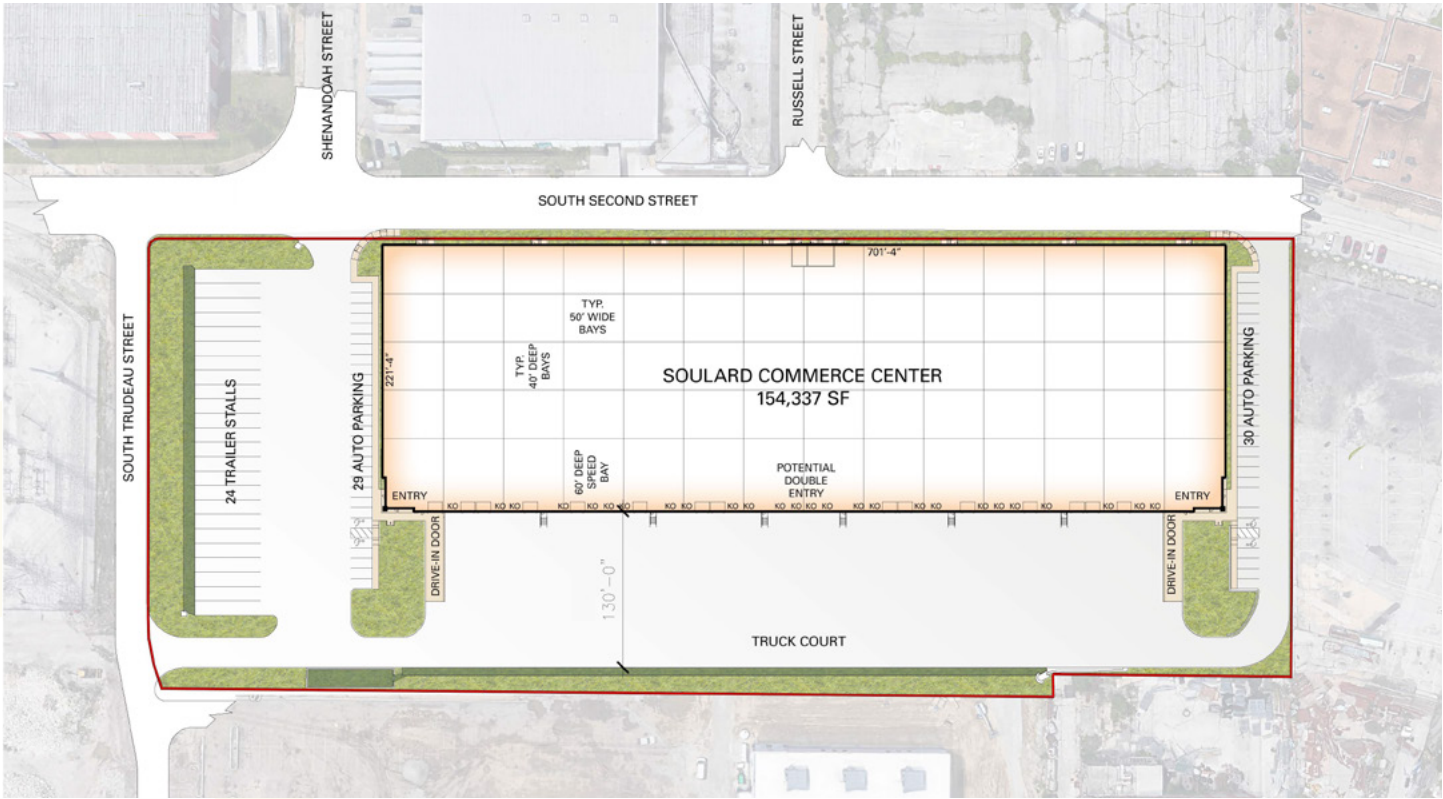 SHENANDOAH STREET
RUSSELL STREET
SOUTH SECOND STREET
SOUTH TRUDEAU STREET
24 TRAILER STALLS
29 AUTO PARKING
221'-4"
701'-4"
TYP.
50' WIDE
BAYS
TYP.
40' DEEP
BAYS
60' DEEP
SPEED
BAY
SOULARD COMMERCE CENTER
154,337 SF
POTENTIAL
DOUBLE
ENTRY
30 AUTO PARKING
ENTRY
KO
KO KO
KO KO KO
KO KO
KO KO KO KO
KO KO
KO KO KO
KO KO
KO KO
ENTRY
DRIVE-IN DOOR
130'-0"
DRIVE-IN DOOR
TRUCK COURT